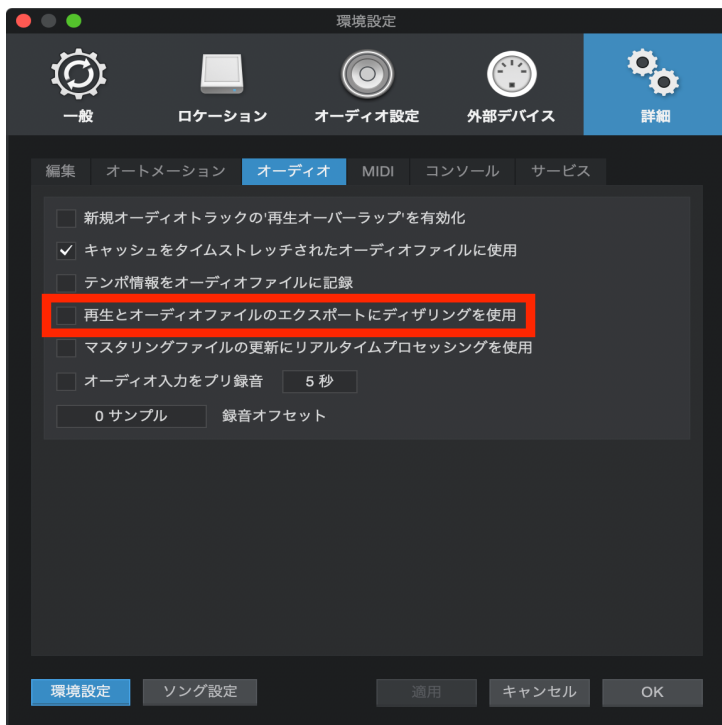 環境設定
一般 ロケーション オーディオ設定 外部デバイス 詳細
編集 オートメーション オーディオ MIDI コンソール サービス
新規オーディオトラックの'再生オーバーラップ'を有効化
キャッシュをタイムストレッチされたオーディオファイルに使用
テンポ情報をオーディオファイルに記録
再生とオーディオファイルのエクスポートにディザリングを使用
マスタリングファイルの更新にリアルタイムプロセッシングを使用
オーディオ入力をプリ録音 5 秒
0 サンプル 録音オフセット
環境設定 ソング設定 適用 キャンセル OK